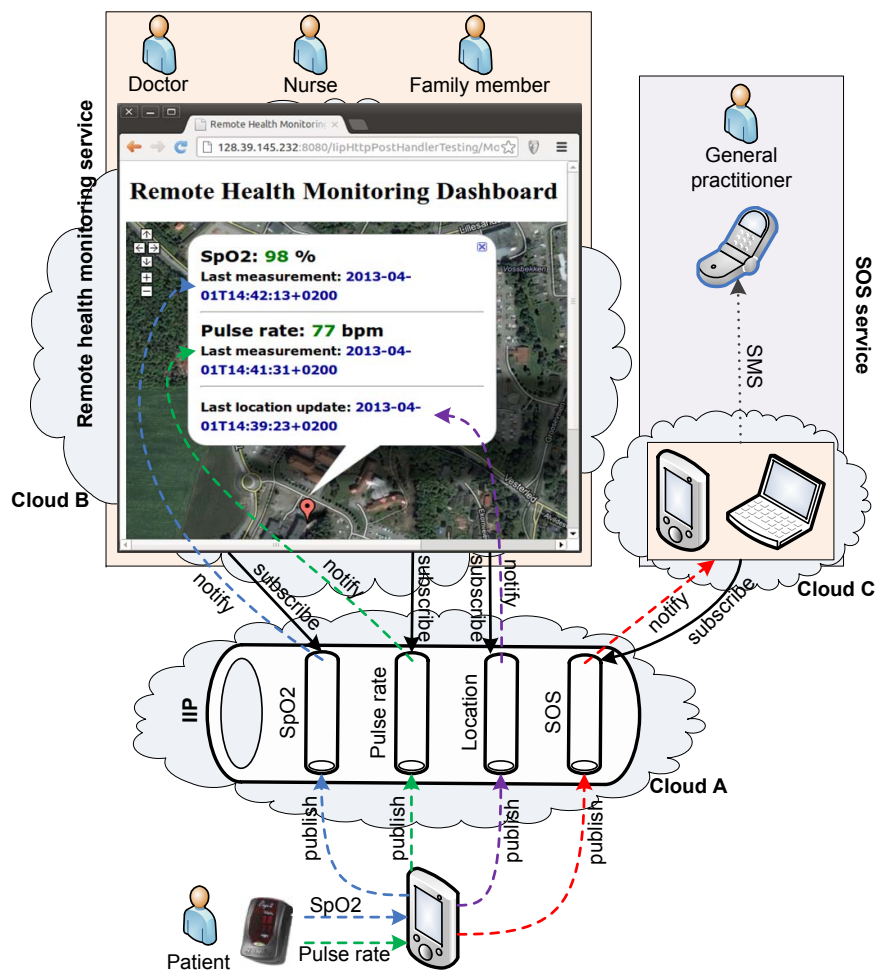 Doctor
Nurse
Family member
Remote health monitoring service
Remote Health Monitorin
128.39.145.232:8080/IipHttpPostHandlerTesting/Mo
Remote Health Monitoring Dashboard
Lillesand
Vossbekken
SpO2: 98 %
Last measurement: 2013-04-
01T14:42:13+0200
Pulse rate: 77 bpm
Last measurement: 2013-04-
01T14:41:31+0200
Last location update: 2013-04-
01T14:39:23+0200
Vesterled
Cloud B
General
practitioner
SOS service
SMS
Cloud C
notify
subscribe
notify
subscribe
subscribe
notify
notify
subscribe
IIP
SpO2
Pulse rate
Location
SOS
Cloud A
publish
publish
publish
publish
Patient
SpO2
Pulse rate